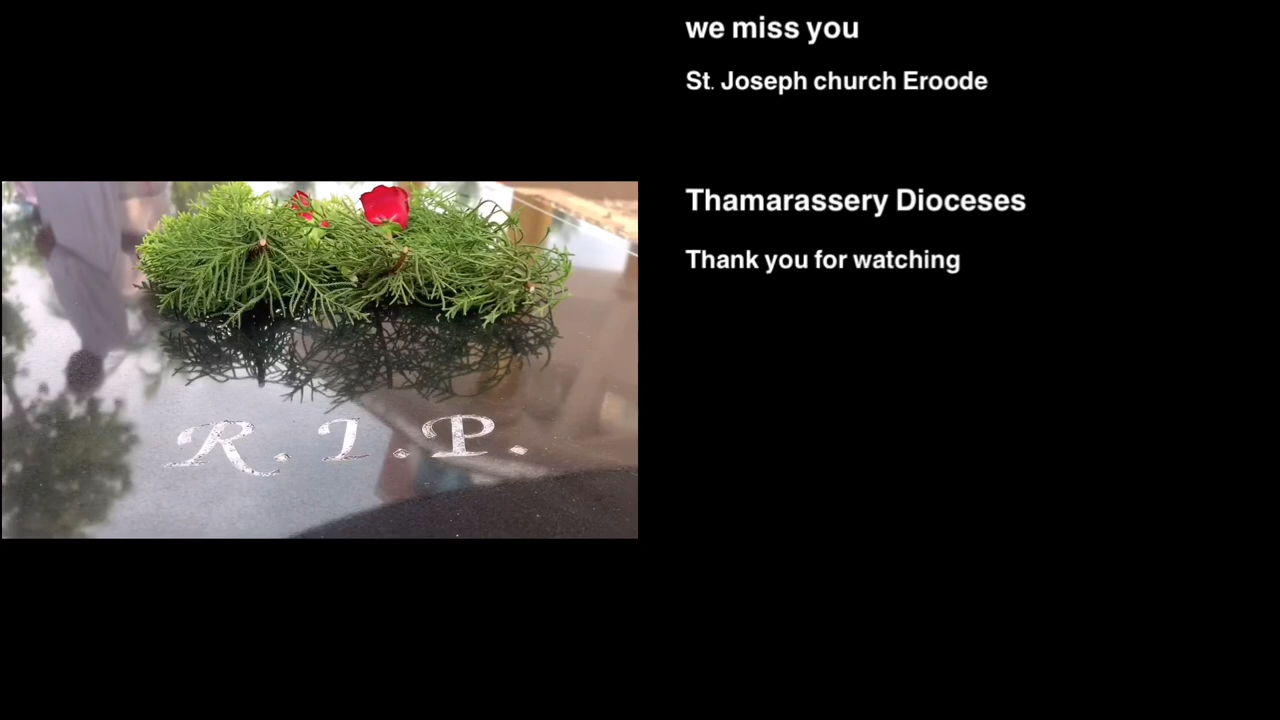 we miss you
St. Joseph church Eroode
Thamarassery Dioceses
Thank you for watching
R.I.P.